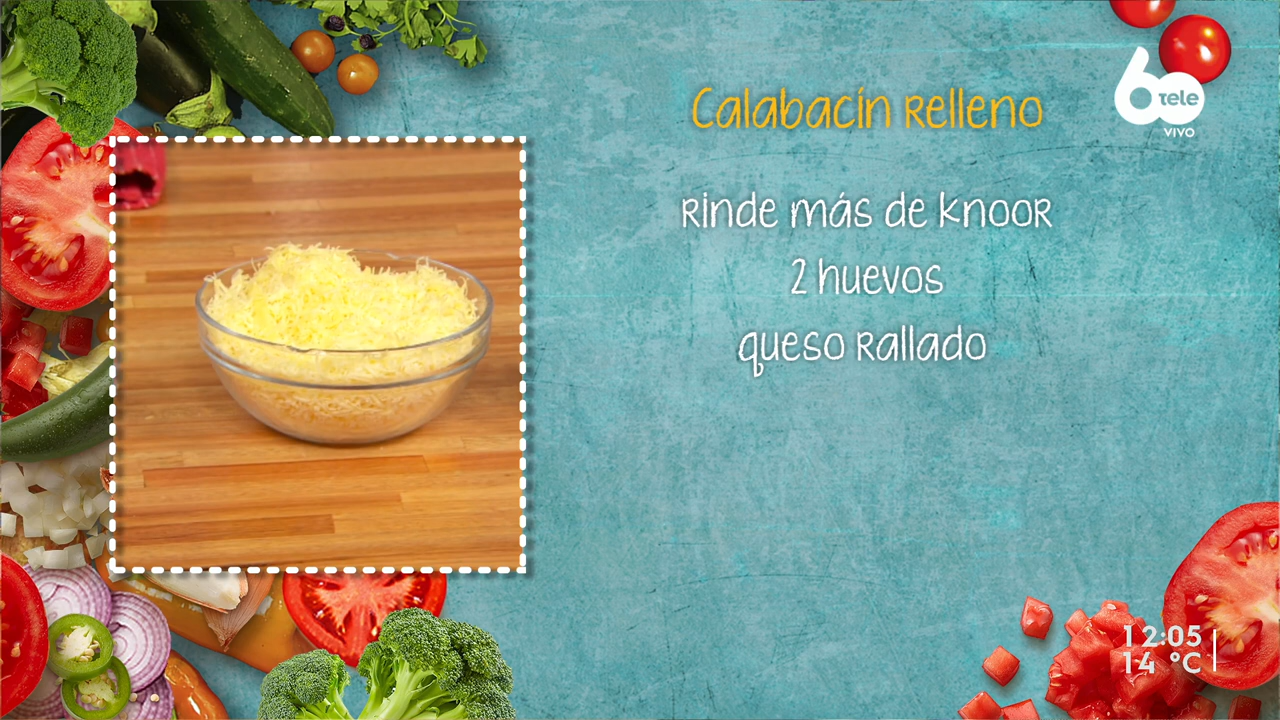 Calabacín Relleno
Rinde más de Knoor
2 huevos
queso Rallado
6 tele
VIVO
12:05
14 °C